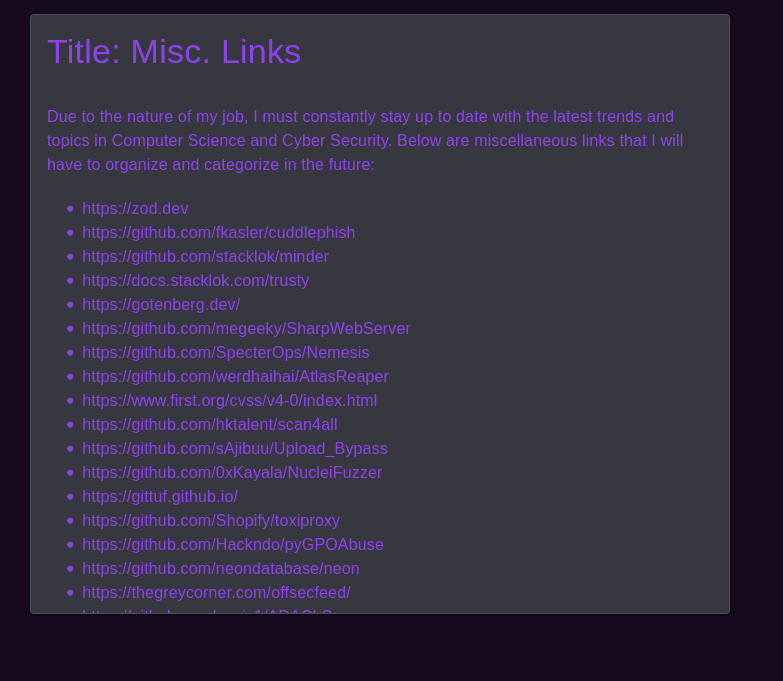 Title: Misc. Links
Due to the nature of my job, I must constantly stay up to date with the latest trends and
topics in Computer Science and Cyber Security. Below are miscellaneous links that I will
have to organize and categorize in the future:
https://zod.dev
https://github.com/fkasler/cuddlephish
https://github.com/stacklok/minder
https://docs.stacklok.com/trusty
https://gotenberg.dev/
https://github.com/megeeky/SharpWebServer
https://github.com/SpecterOps/Nemesis
https://github.com/werdhaihai/AtlasReaper
https://www.first.org/cvss/v4-0/index.html
https://github.com/hktalent/scan4all
https://github.com/sAjibuu/Upload_Bypass
https://github.com/0xKayala/NucleiFuzzer
https://gittuf.github.io/
https://github.com/Shopify/toxiproxy
https://github.com/Hackndo/pyGPOAbuse
https://github.com/neondatabase/neon
https://thegreycorner.com/offsecfeed/